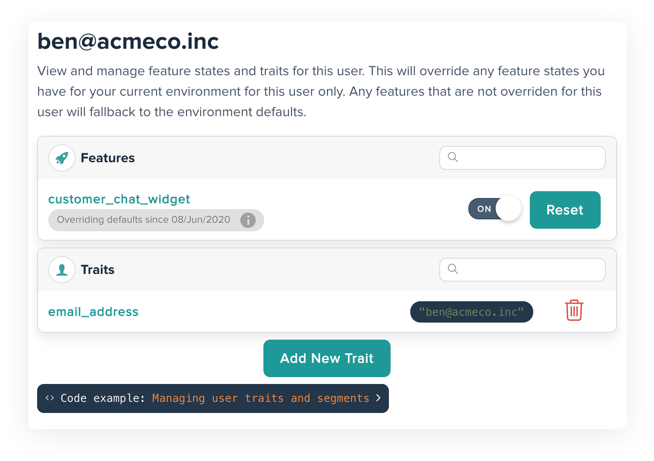 ben@acmeco.inc
View and manage feature states and traits for this user. This will override any feature states you
have for your current environment for this user only. Any features that are not overriden for this
user will fallback to the environment defaults.
Features
customer_chat_widget
Overriding defaults since 08/Jun/2020
ON
Reset
Traits
email_address
"ben@acmeco.inc"
Add New Trait
<> Code example: Managing user traits and segments >